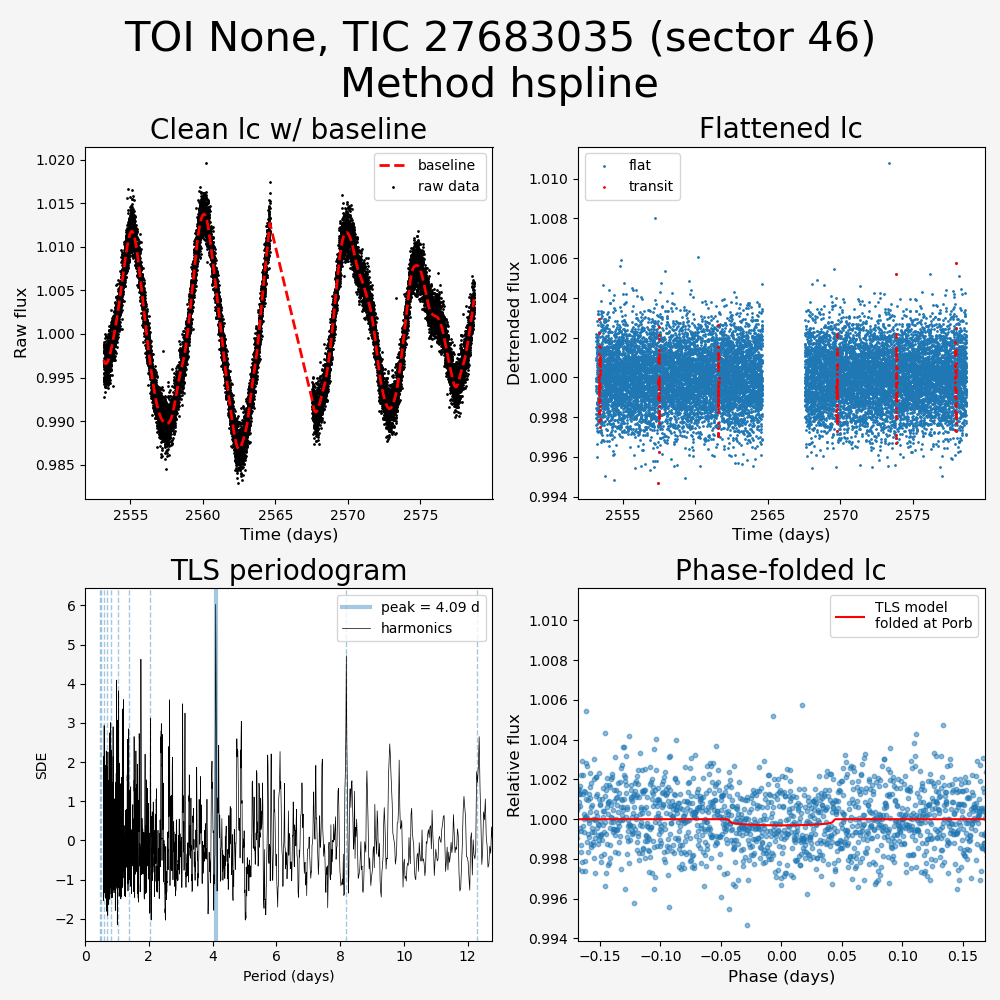 TOI None, TIC 27683035 (sector 46)
Method hspline
Clean lc w/ baseline
Flattened lc
baseline
raw data
flat
transit
Raw flux
1.020
1.015
1.010
1.005
1.000
0.995
0.990
0.985
2555
2560
2565
2570
2575
Time (days)
Detrended flux
1.010
1.008
1.006
1.004
1.002
1.000
0.998
0.996
0.994
2555
2560
2565
2570
2575
Time (days)
TLS periodogram
Phase-folded lc
peak = 4.09 d
harmonics
TLS model
folded at Porb
SDE
6
5
4
3
2
1
0
−1
−2
0
2
4
6
8
10
12
Period (days)
Relative flux
1.010
1.008
1.006
1.004
1.002
1.000
0.998
0.996
0.994
−0.15
−0.10
−0.05
0.00
0.05
0.10
0.15
Phase (days)